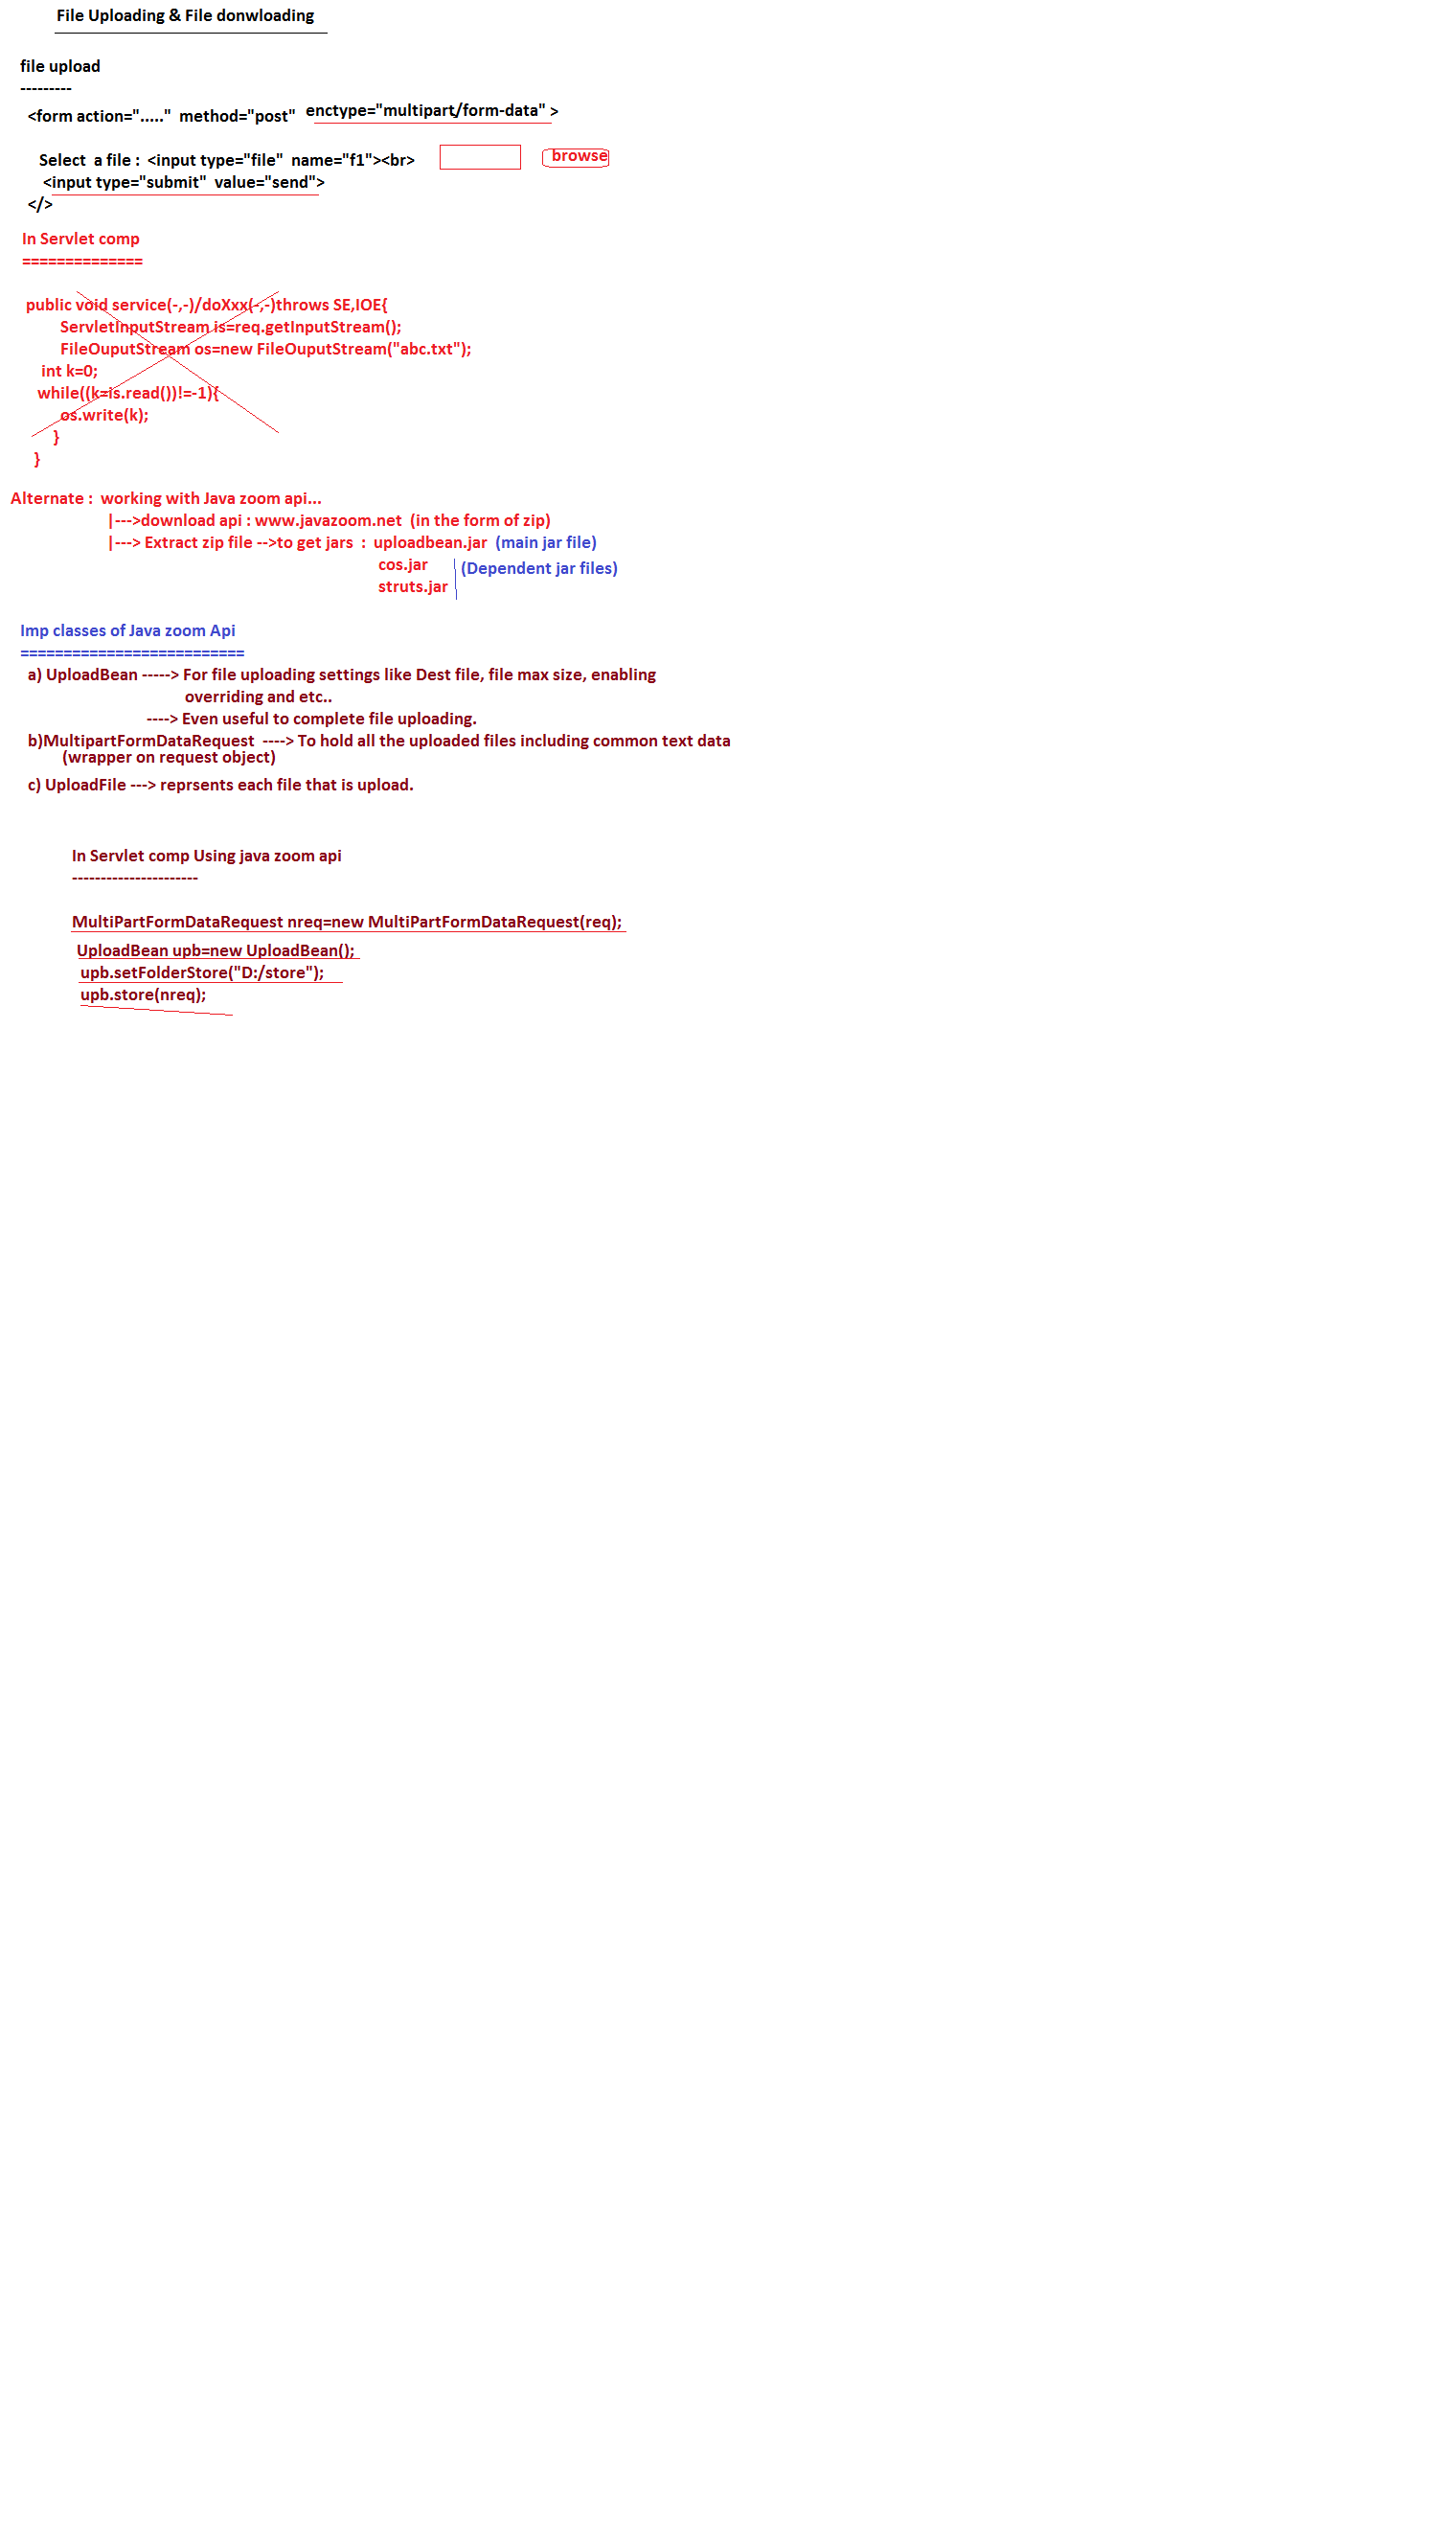 File Uploading & File donwloading
file upload
---------
<form action="....."  method="post"  enctype="multipart/form-data" >
Select  a file :  <input type="file"  name="f1"><br>  browse
<input type="submit"  value="send">
</>
In Servlet comp
==============
public void service(-,-)/doXxx(-,-)throws SE,IOE{
ServletInputStream is=req.getInputStream();
FileOuputStream os=new FileOuputStream("abc.txt");
int k=0;
while((k=is.read())!=-1){
os.write(k);
}
}
Alternate :  working with Java zoom api...
|--->download api : www.javazoom.net  (in the form of zip)
|---> Extract zip file -->to get jars  :  uploadbean.jar  (main jar file)
cos.jar  (Dependent jar files)
struts.jar
Imp classes of Java zoom Api
==========================
a) UploadBean -----> For file uploading settings like Dest file, file max size, enabling
overriding and etc..
----> Even useful to complete file uploading.
b)MultipartFormDataRequest  ----> To hold all the uploaded files including common text data
(wrapper on request object)
c) UploadFile ---> reprsents each file that is upload.
In Servlet comp Using java zoom api
----------------------
MultiPartFormDataRequest nreq=new MultiPartFormDataRequest(req);
UploadBean upb=new UploadBean();
upb.setFolderStore("D:/store");
upb.store(nreq);